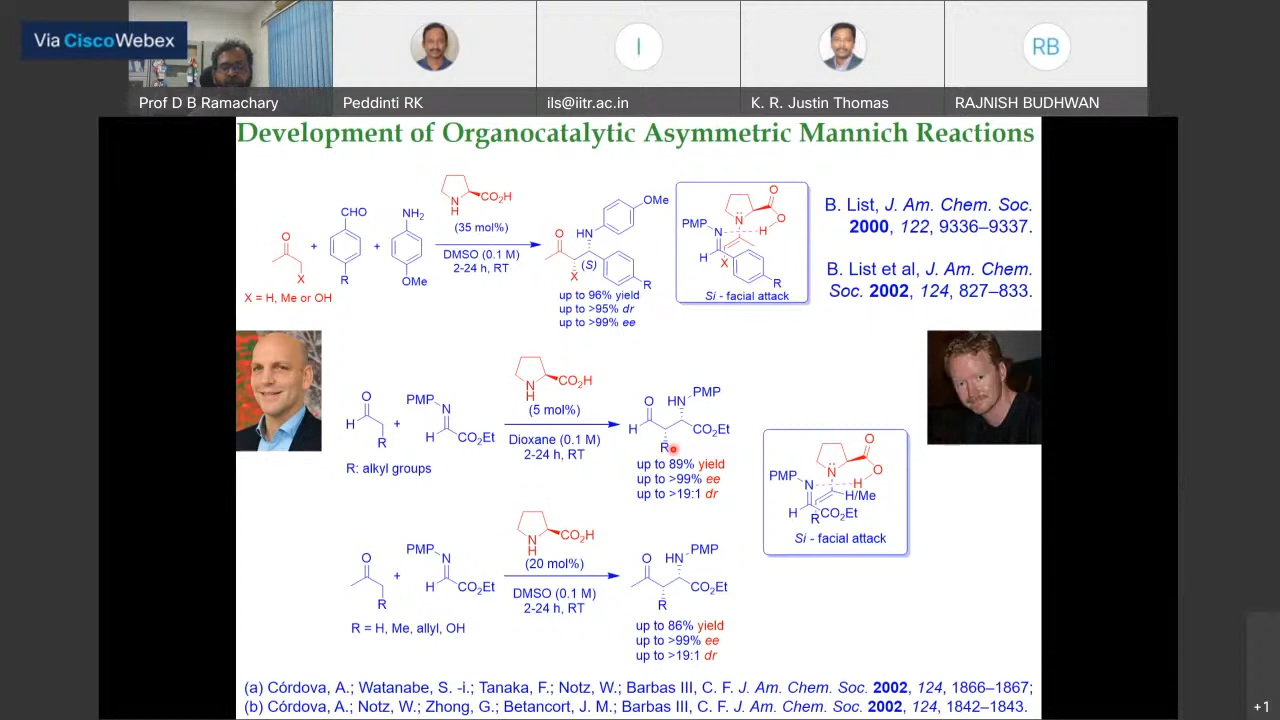 Via Cisco Webex
Prof D B Ramachary
Peddinti RK
I
ils@iitr.ac.in
K. R. Justin Thomas
RB
RAJNISH BUDHWAN
Development of Organocatalytic Asymmetric Mannich Reactions
O
X
X = H, Me or OH
+
CHO
R
+
NH2
OMe
N
H
CO2H
(35 mol%)
DMSO (0.1 M)
2-24 h, RT
O
HN
OMe
(S)
X
R
up to 96% yield
up to >95% dr
up to >99% ee
O
O
N
H
PMP
N
H
X
R
Si - facial attack
B. List, J. Am. Chem. Soc.
2000, 122, 9336–9337.
B. List et al, J. Am. Chem.
Soc. 2002, 124, 827–833.
O
H
R
+
PMP
N
H
CO2Et
R: alkyl groups
N
H
CO2H
(5 mol%)
Dioxane (0.1 M)
2-24 h, RT
O
H
HN
PMP
CO2Et
R
up to 89% yield
up to >99% ee
up to >19:1 dr
O
O
N
H
PMP
N
H/Me
H
CO2Et
R
Si - facial attack
O
R
+
PMP
N
H
CO2Et
R = H, Me, allyl, OH
N
H
CO2H
(20 mol%)
DMSO (0.1 M)
2-24 h, RT
O
HN
PMP
CO2Et
R
up to 86% yield
up to >99% ee
up to >19:1 dr
(a) Córdova, A.; Watanabe, S. -i.; Tanaka, F.; Notz, W.; Barbas III, C. F. J. Am. Chem. Soc. 2002, 124, 1866–1867;
(b) Córdova, A.; Notz, W.; Zhong, G.; Betancort, J. M.; Barbas III, C. F. J. Am. Chem. Soc. 2002, 124, 1842–1843.
+1